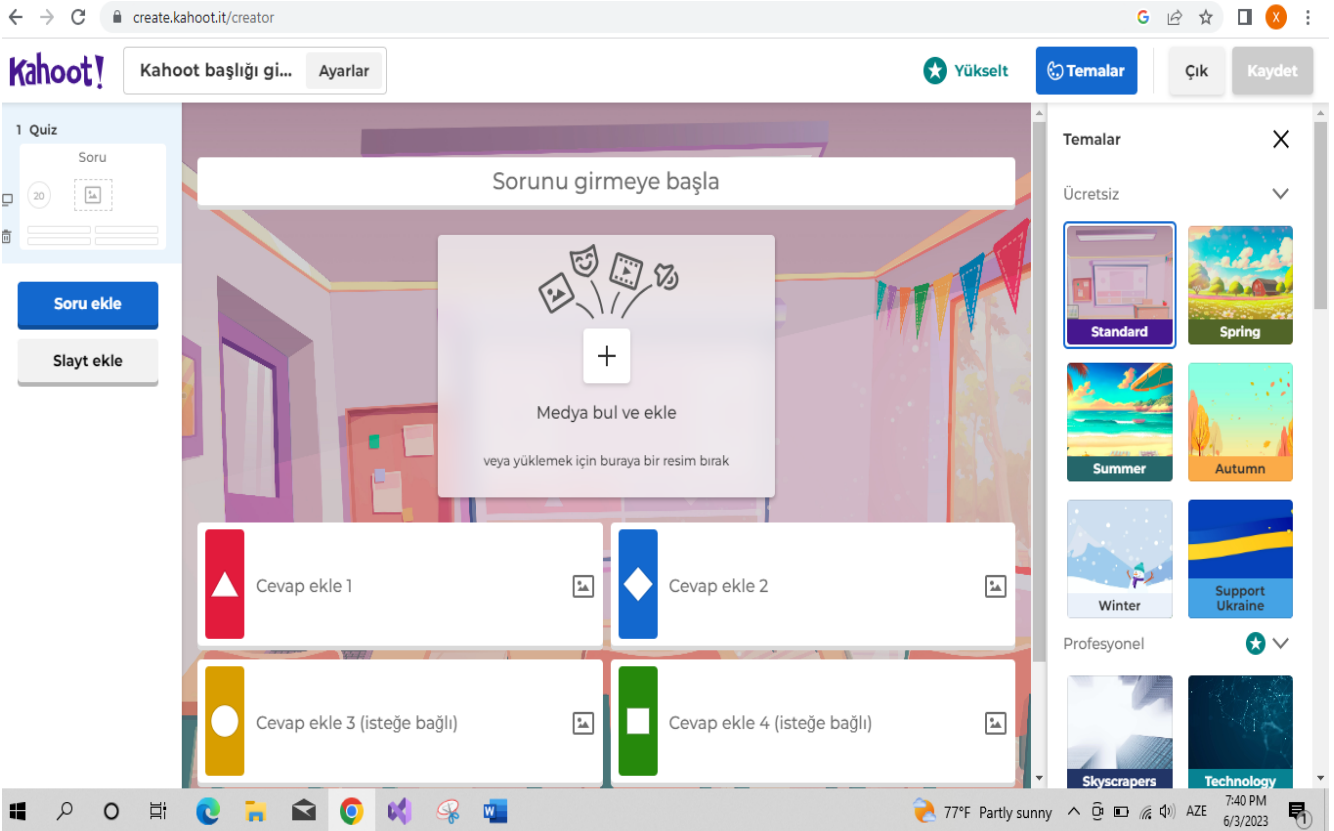 create.kahoot.it/creator
G
X
Kahoot!
Kahoot başlığı gi...
Ayarlar
Yükselt
Temalar
Çık
Kaydet
1 Quiz
Soru
20
Soru ekle
Slayt ekle
Sorunu girmeye başla
Medya bul ve ekle
veya yüklemek için buraya bir resim bırak
Cevap ekle 1
Cevap ekle 2
Cevap ekle 3 (isteğe bağlı)
Cevap ekle 4 (isteğe bağlı)
Temalar
Ücretsiz
Standard
Spring
Summer
Autumn
Winter
Support
Ukraine
Profesyonel
Skyscrapers
Technology
W
77°F Partly sunny
AZE
7:40 PM
6/3/2023
1